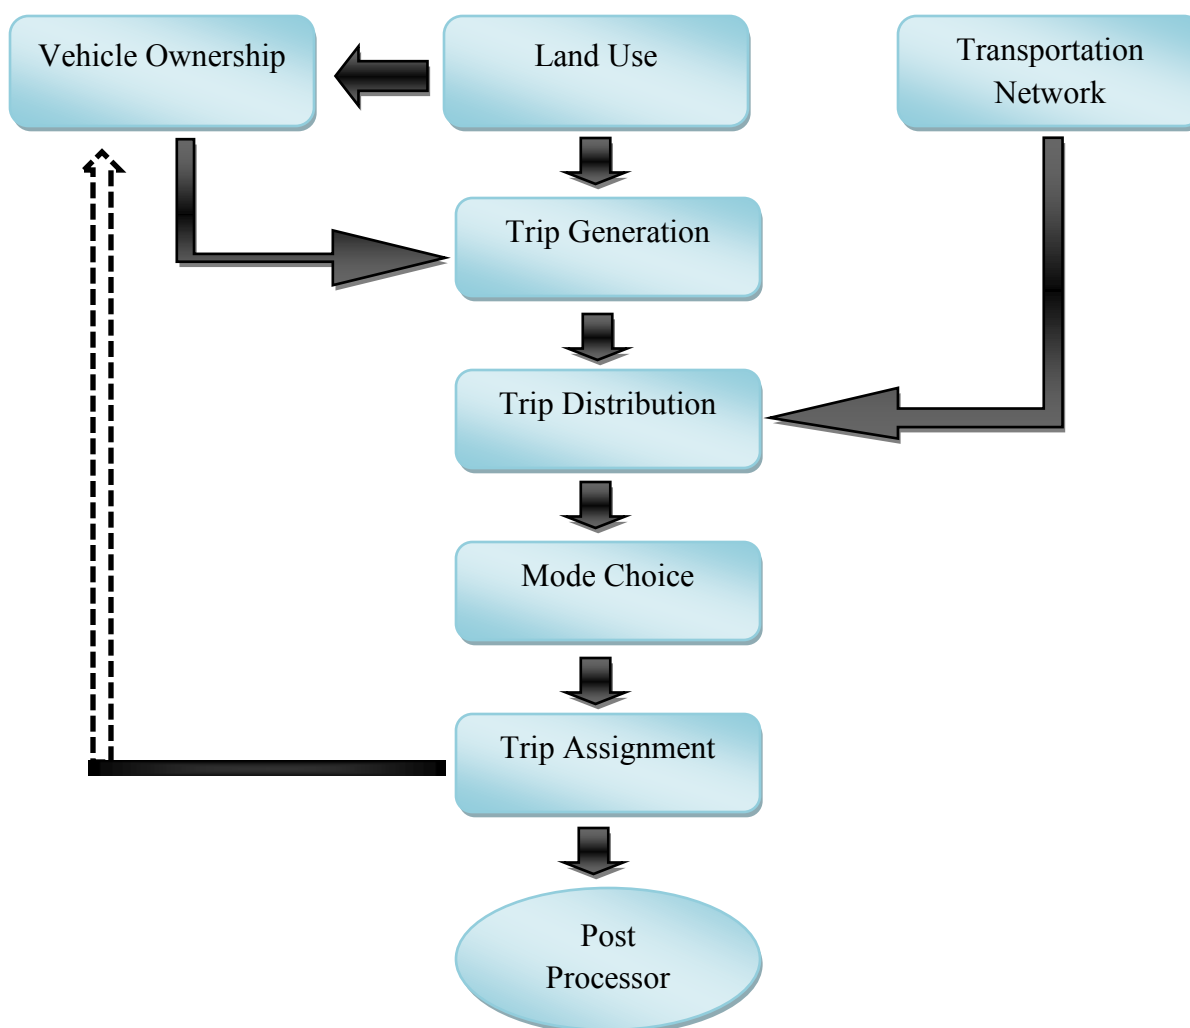 Vehicle Ownership
Land Use
Transportation
Network
Trip Generation
Trip Distribution
Mode Choice
Trip Assignment
Post
Processor